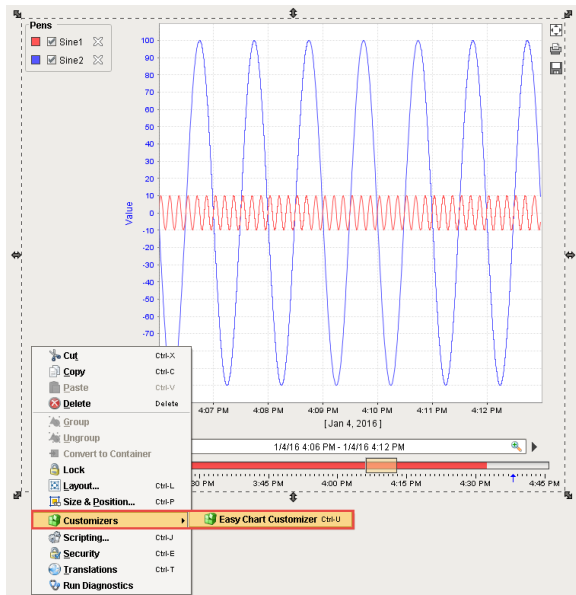 Pens
Sine1
Sine2
100
90
80
70
60
50
40
30
20
10
0
-10
-20
-30
-40
-50
-60
-70
Value
4:07 PM 4:08 PM 4:09 PM 4:10 PM 4:11 PM 4:12 PM
[Jan 4, 2016]
1/4/16 4:06 PM - 1/4/16 4:12 PM
30 PM 3:45 PM 4:00 PM 4:15 PM 4:30 PM 4:45 PM
Cut Ctrl-X
Copy Ctrl-C
Paste Ctrl-V
Delete Delete
Group
Ungroup
Convert to Container
Lock
Layout... Ctrl-L
Size & Position... Ctrl-P
Customizers
Easy Chart Customizer Ctrl-U
Scripting... Ctrl-J
Security Ctrl-E
Translations Ctrl-T
Run Diagnostics